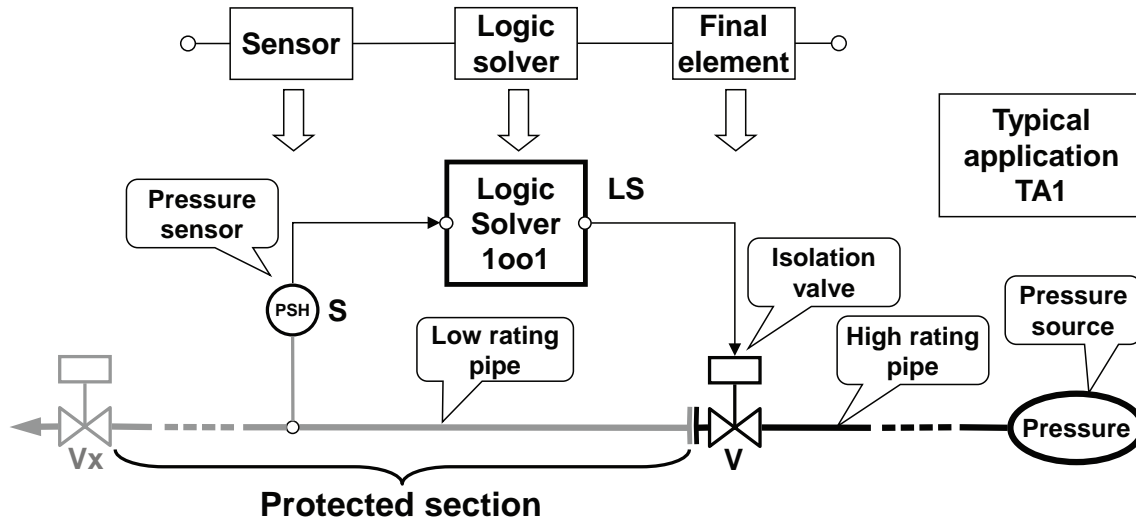 Sensor
Logic
solver
Final
element
Typical
application
TA1
Pressure
sensor
Logic
Solver
1oo1
LS
Isolation
valve
Pressure
source
PSH
S
Low rating
pipe
High rating
pipe
Pressure
Vx
V
Protected section